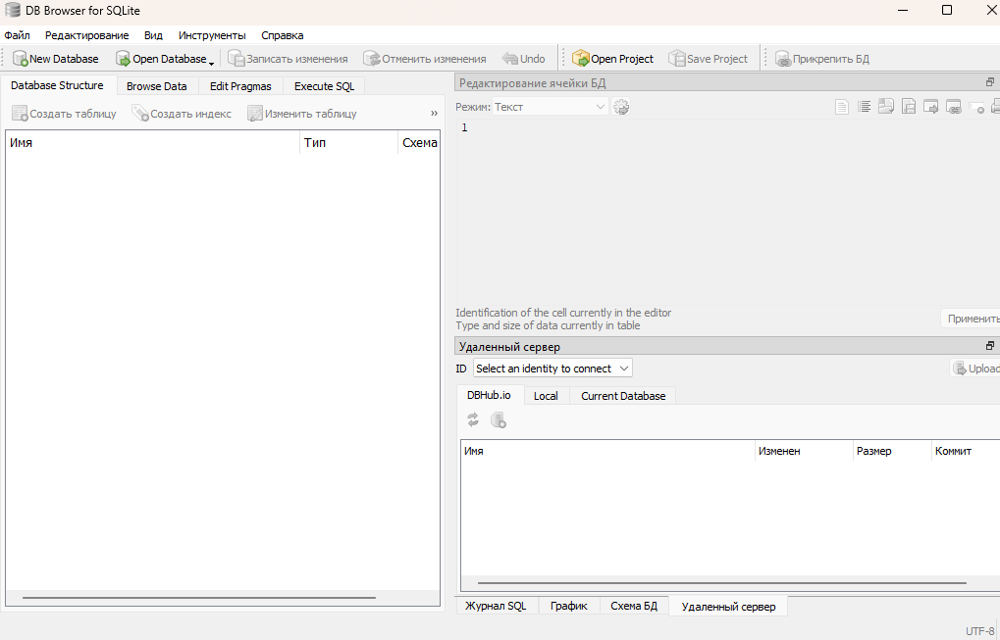 DB Browser for SQLite
Файл Редактирование Вид Инструменты Справка
New Database Open Database Записать изменения Отменить изменения Undo Open Project Save Project Прикрепить БД
Database Structure Browse Data Edit Pragmas Execute SQL
Создать таблицу Создать индекс Изменить таблицу »
Имя Тип Схема
Редактирование ячейки БД
Режим: Текст
1
Identification of the cell currently in the editor
Type and size of data currently in table
Применить
Удаленный сервер
ID Select an identity to connect Upload
DBHub.io Local Current Database
Имя Изменен Размер Коммит
Журнал SQL График Схема БД Удаленный сервер
UTF-8